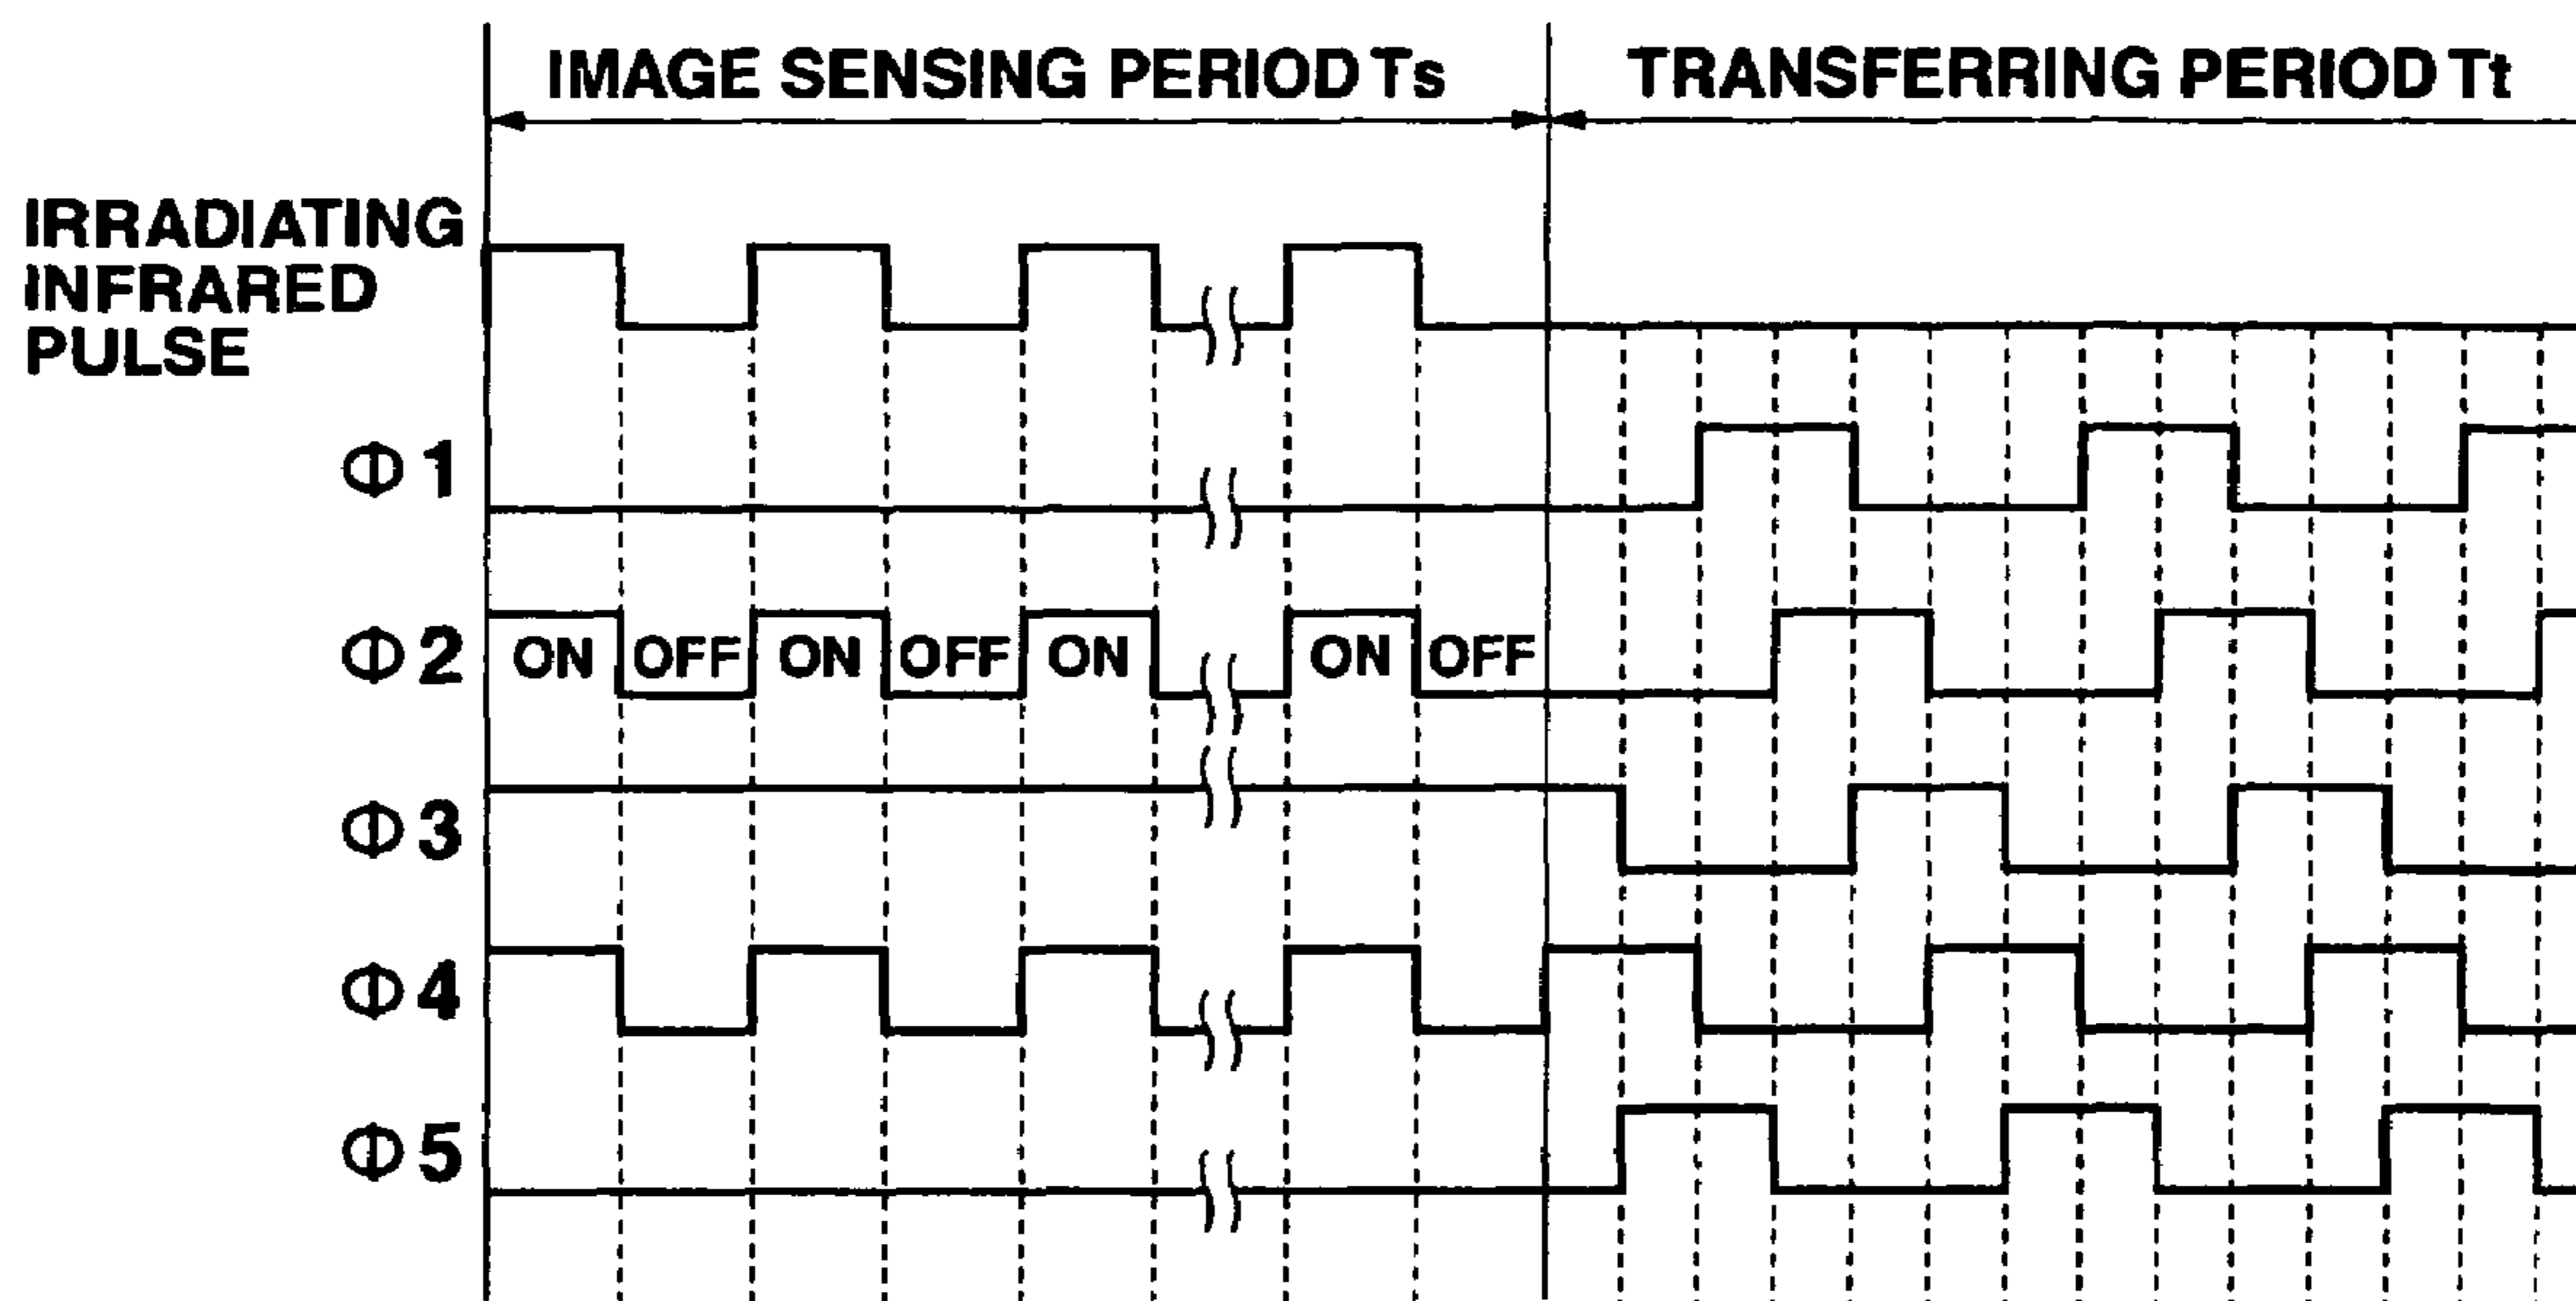 IMAGE SENSING PERIOD Ts
TRANSFERRING PERIOD Tt
IRRADIATING
INFRARED
PULSE
Φ1
Φ2
ON OFF ON OFF ON ON OFF
Φ3
Φ4
Φ5